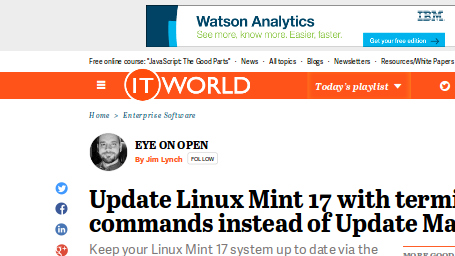 Watson Analytics
IBM
See more, know more. Easier, faster.
Get your free edition
Free online course: "JavaScript: The Good Parts" · News · All topics · Blogs · Newsletters · Resources/White Papers
ITWORLD
Today's playlist
Home > Enterprise Software
EYE ON OPEN
By Jim Lynch FOLLOW
Update Linux Mint 17 with termi
commands instead of Update Ma
Keep your Linux Mint 17 system up to date via the
MORE GOOD